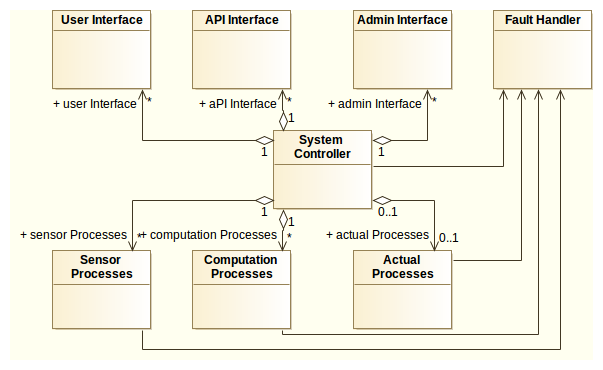 User Interface
API Interface
Admin Interface
Fault Handler
+ user Interface
*
+ aPI Interface
*
+ admin Interface
*
1
System
Controller
1
1
1
1
0..1
+ sensor Processes
*
+ computation Processes
*
+ actual Processes
0..1
Sensor
Processes
Computation
Processes
Actual
Processes